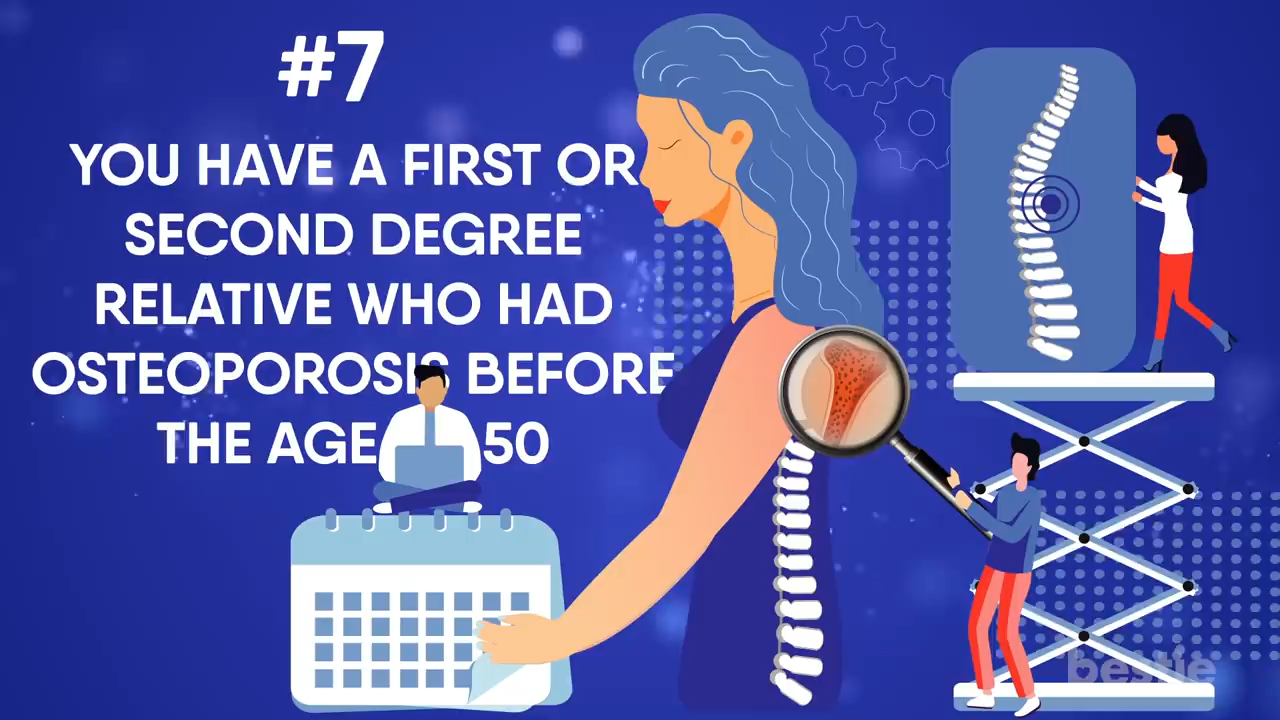 #7
YOU HAVE A FIRST OR
SECOND DEGREE
RELATIVE WHO HAD
OSTEOPOROSIS BEFORE
THE AGE 50
bestie